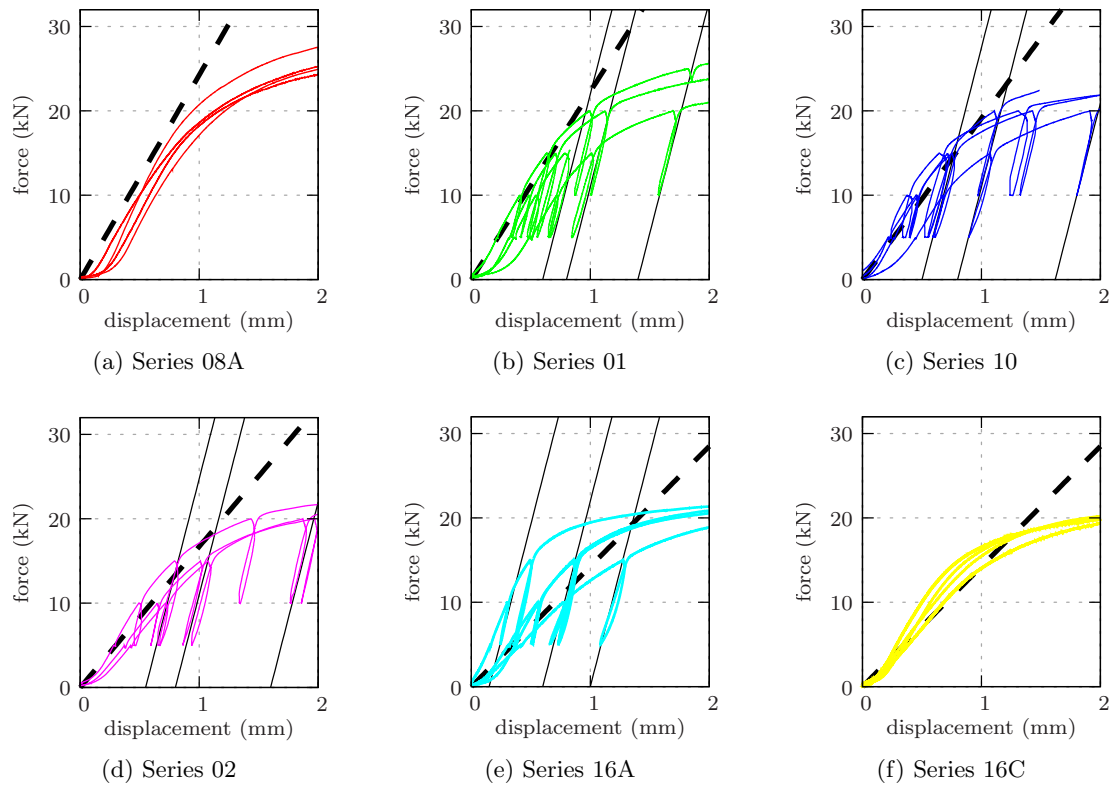 30
20
10
0
0 1 2
force (kN)
displacement (mm)
(a) Series 08A
30
20
10
0
0 1 2
force (kN)
displacement (mm)
(b) Series 01
30
20
10
0
0 1 2
force (kN)
displacement (mm)
(c) Series 10
30
20
10
0
0 1 2
force (kN)
displacement (mm)
(d) Series 02
30
20
10
0
0 1 2
force (kN)
displacement (mm)
(e) Series 16A
30
20
10
0
0 1 2
force (kN)
displacement (mm)
(f) Series 16C